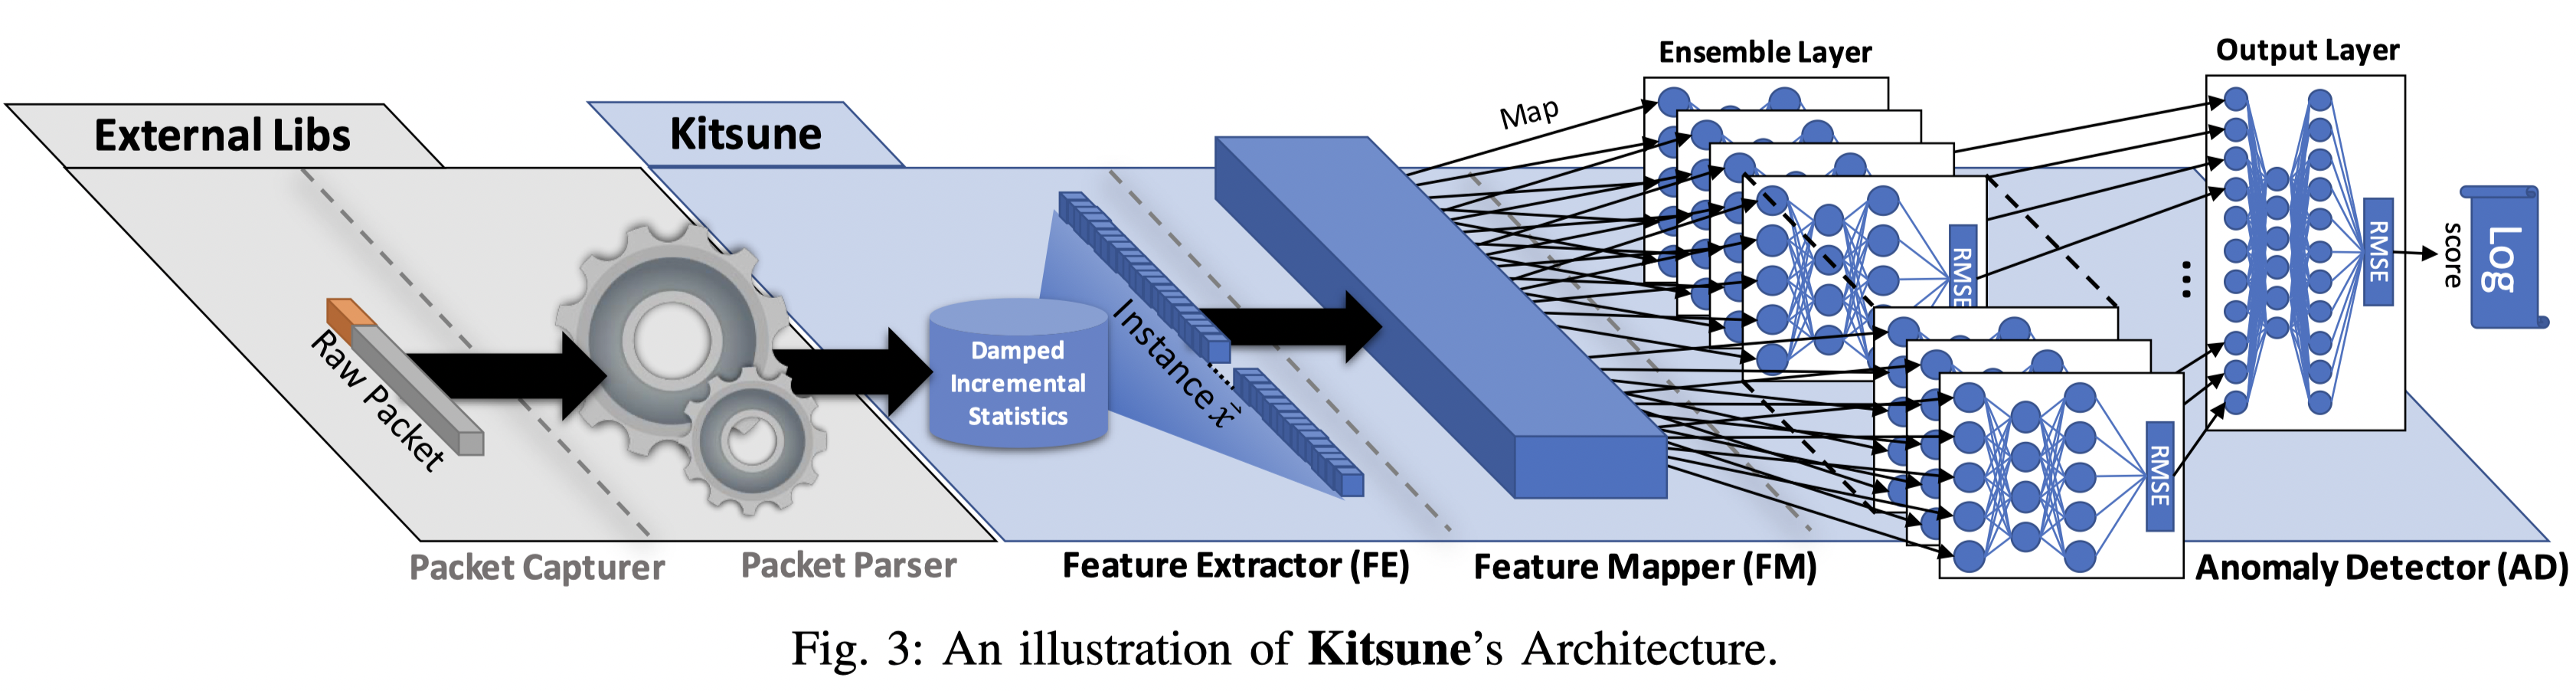 External Libs
Kitsune
Ensemble Layer
Output Layer
Map
Raw Packet
Damped
Incremental
Statistics
Instance x⃗
RMSE
RMSE
RMSE
...
score
Log
Packet Capturer
Packet Parser
Feature Extractor (FE)
Feature Mapper (FM)
Anomaly Detector (AD)
Fig. 3: An illustration of Kitsune's Architecture.